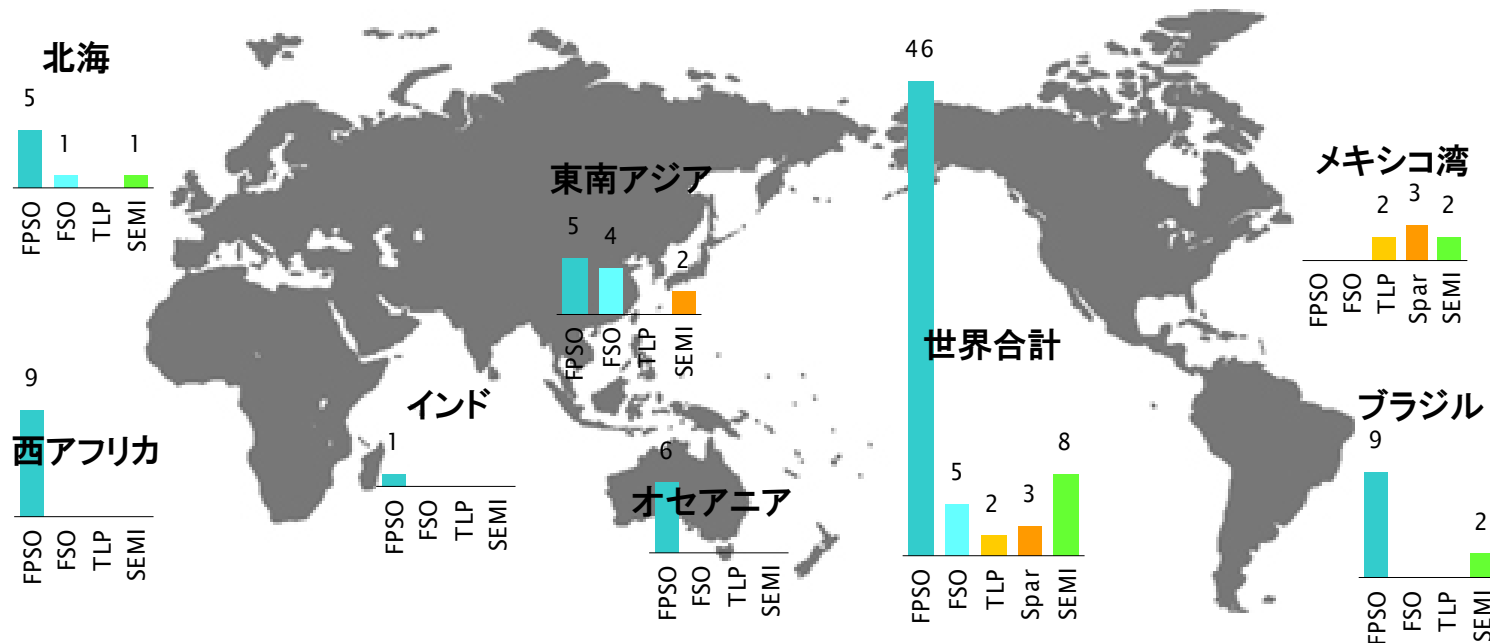 北海
5
1
1
FPSO
FSO
TLP
SEMI
東南アジア
5
4
2
FPSO
FSO
TLP
SEMI
46
世界合計
5
2
3
8
FPSO
FSO
TLP
Spar
SEMI
メキシコ湾
2
3
2
FPSO
FSO
TLP
Spar
SEMI
西アフリカ
9
FPSO
FSO
TLP
SEMI
インド
1
FPSO
FSO
TLP
SEMI
オセアニア
6
FPSO
FSO
TLP
SEMI
ブラジル
9
2
FPSO
FSO
TLP
SEMI